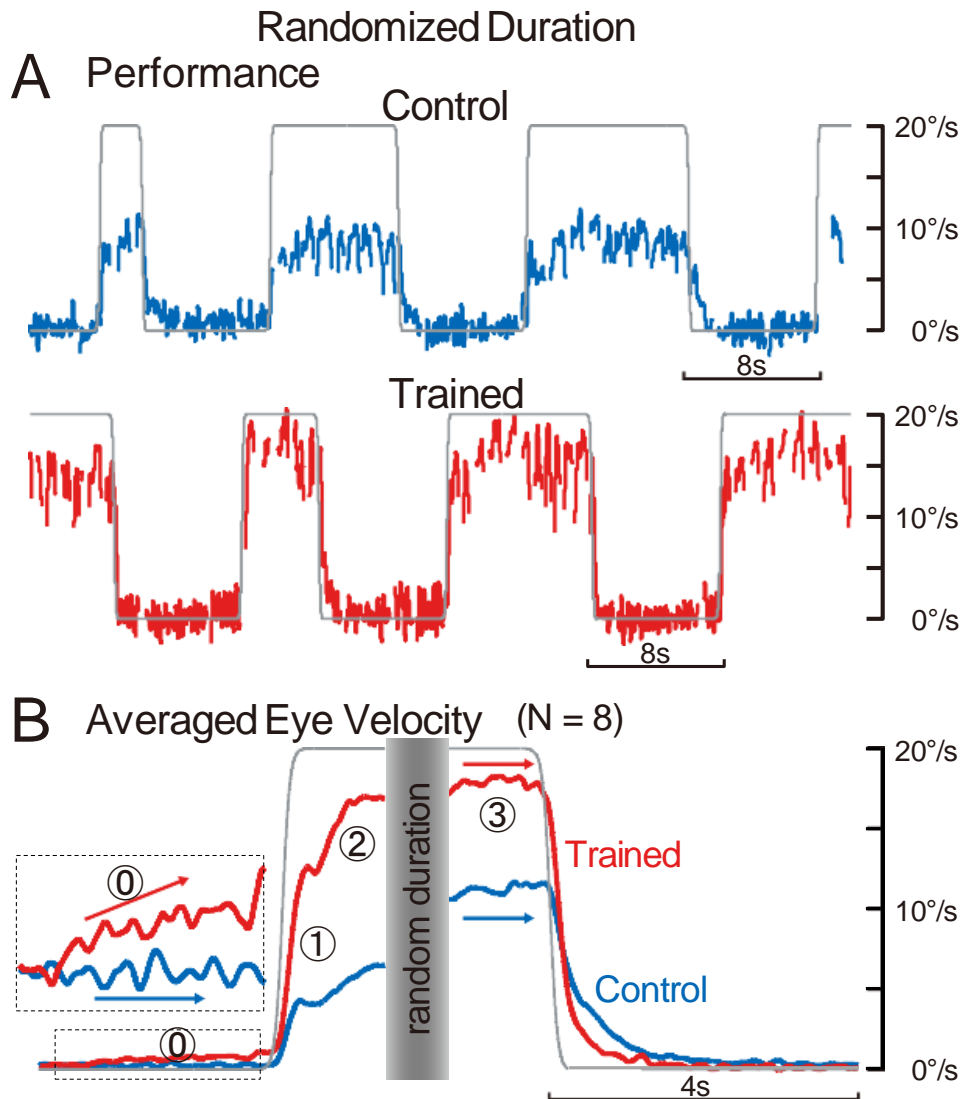 Randomized Duration
A Performance
Control
20°/s
10°/s
0°/s
8s
Trained
20°/s
10°/s
0°/s
8s
B Averaged Eye Velocity (N = 8)
20°/s
random duration
③
②
Trained
⓪
①
10°/s
Control
⓪
0°/s
4s